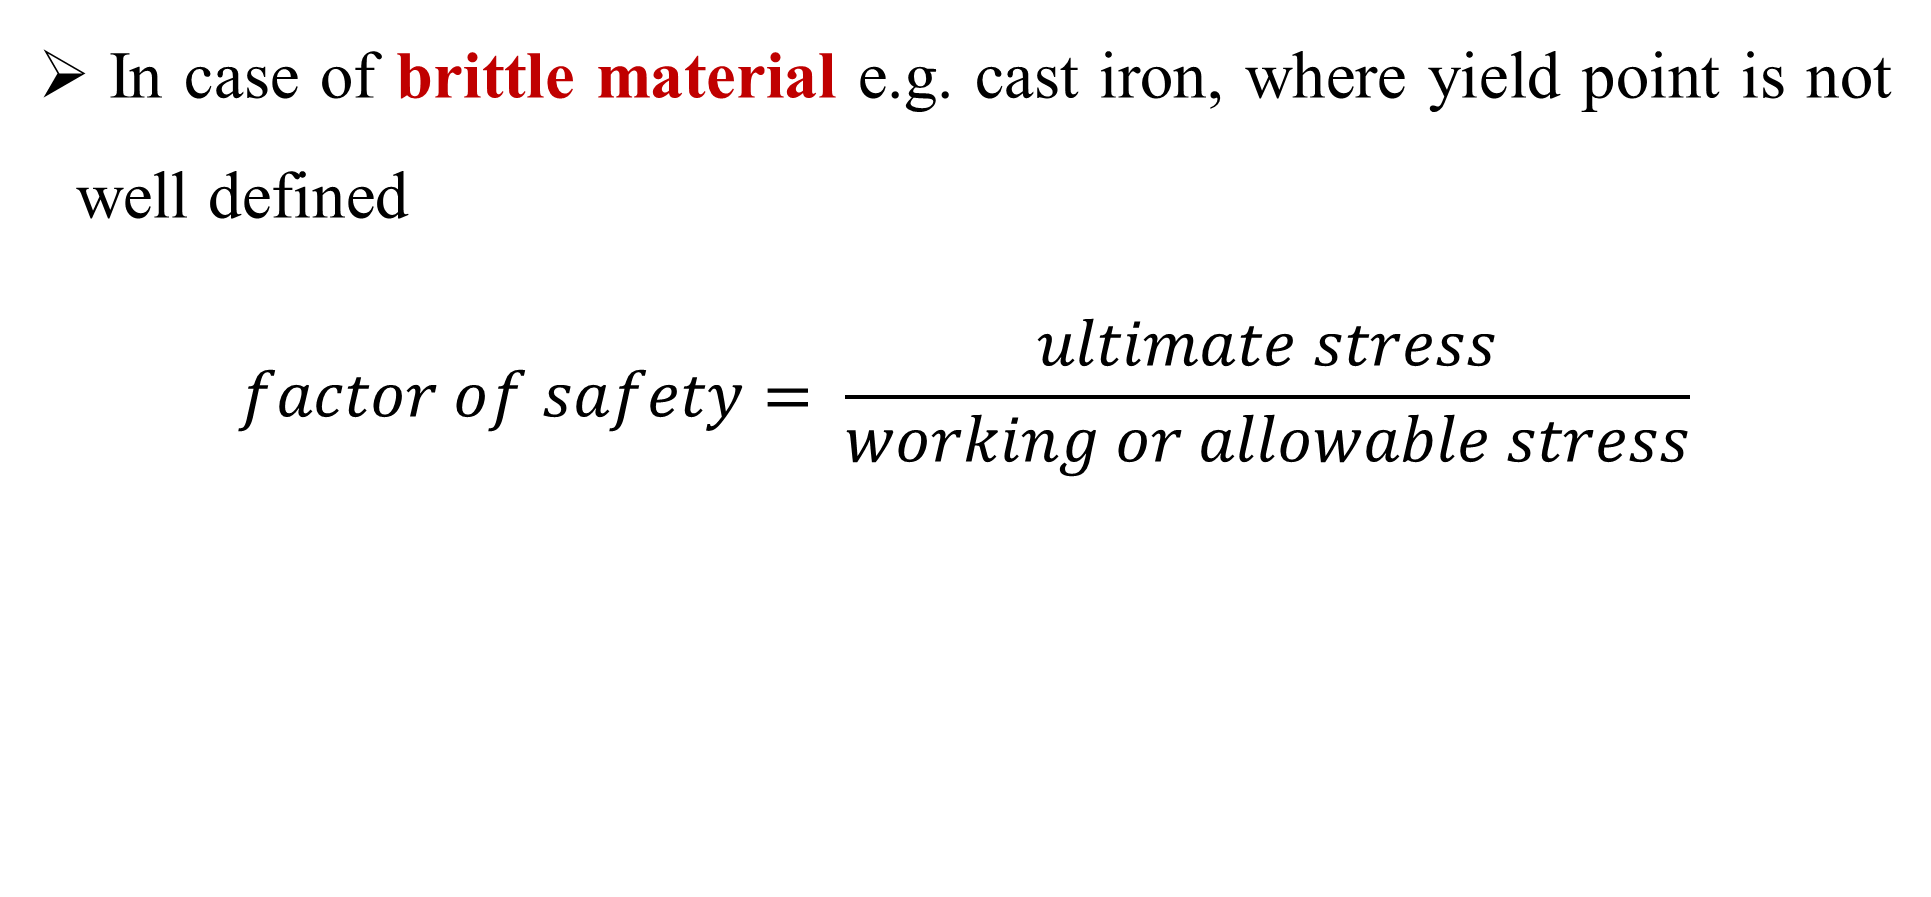 ➢ In case of brittle material e.g. cast iron, where yield point is not
well defined
factor of safety = ultimate stress / working or allowable stress